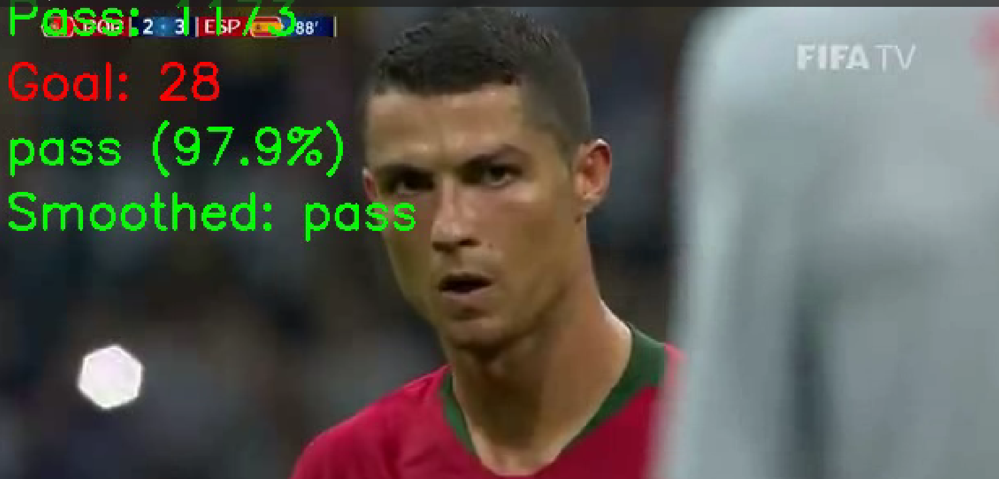 Pass: 1173
POR 2 3 ESP 88'
FIFA TV
Goal: 28
pass (97.9%)
Smoothed: pass